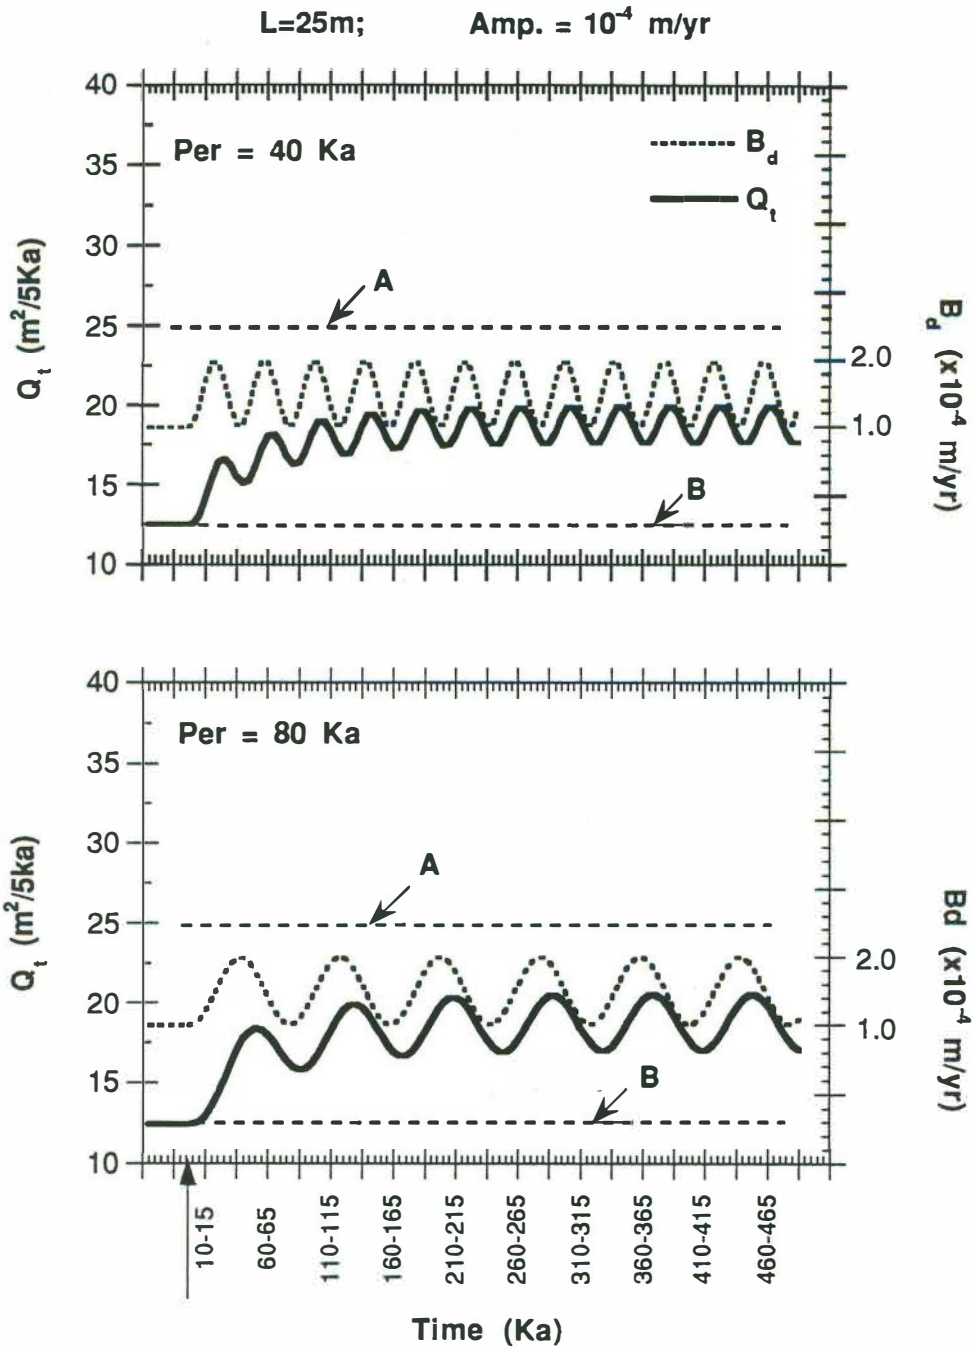 L=25m; Amp. = 10⁻⁴ m/yr
Per = 40 Ka
B_d
Q_t
A
B
40
35
30
25
20
15
10
Q_t (m²/5Ka)
2.0
1.0
B_d (x10⁻⁴ m/yr)
Per = 80 Ka
A
B
40
35
30
25
20
15
10
Q_t (m²/5ka)
2.0
1.0
Bd (x10⁻⁴ m/yr)
10-15
60-65
110-115
160-165
210-215
260-265
310-315
360-365
410-415
460-465
Time (Ka)